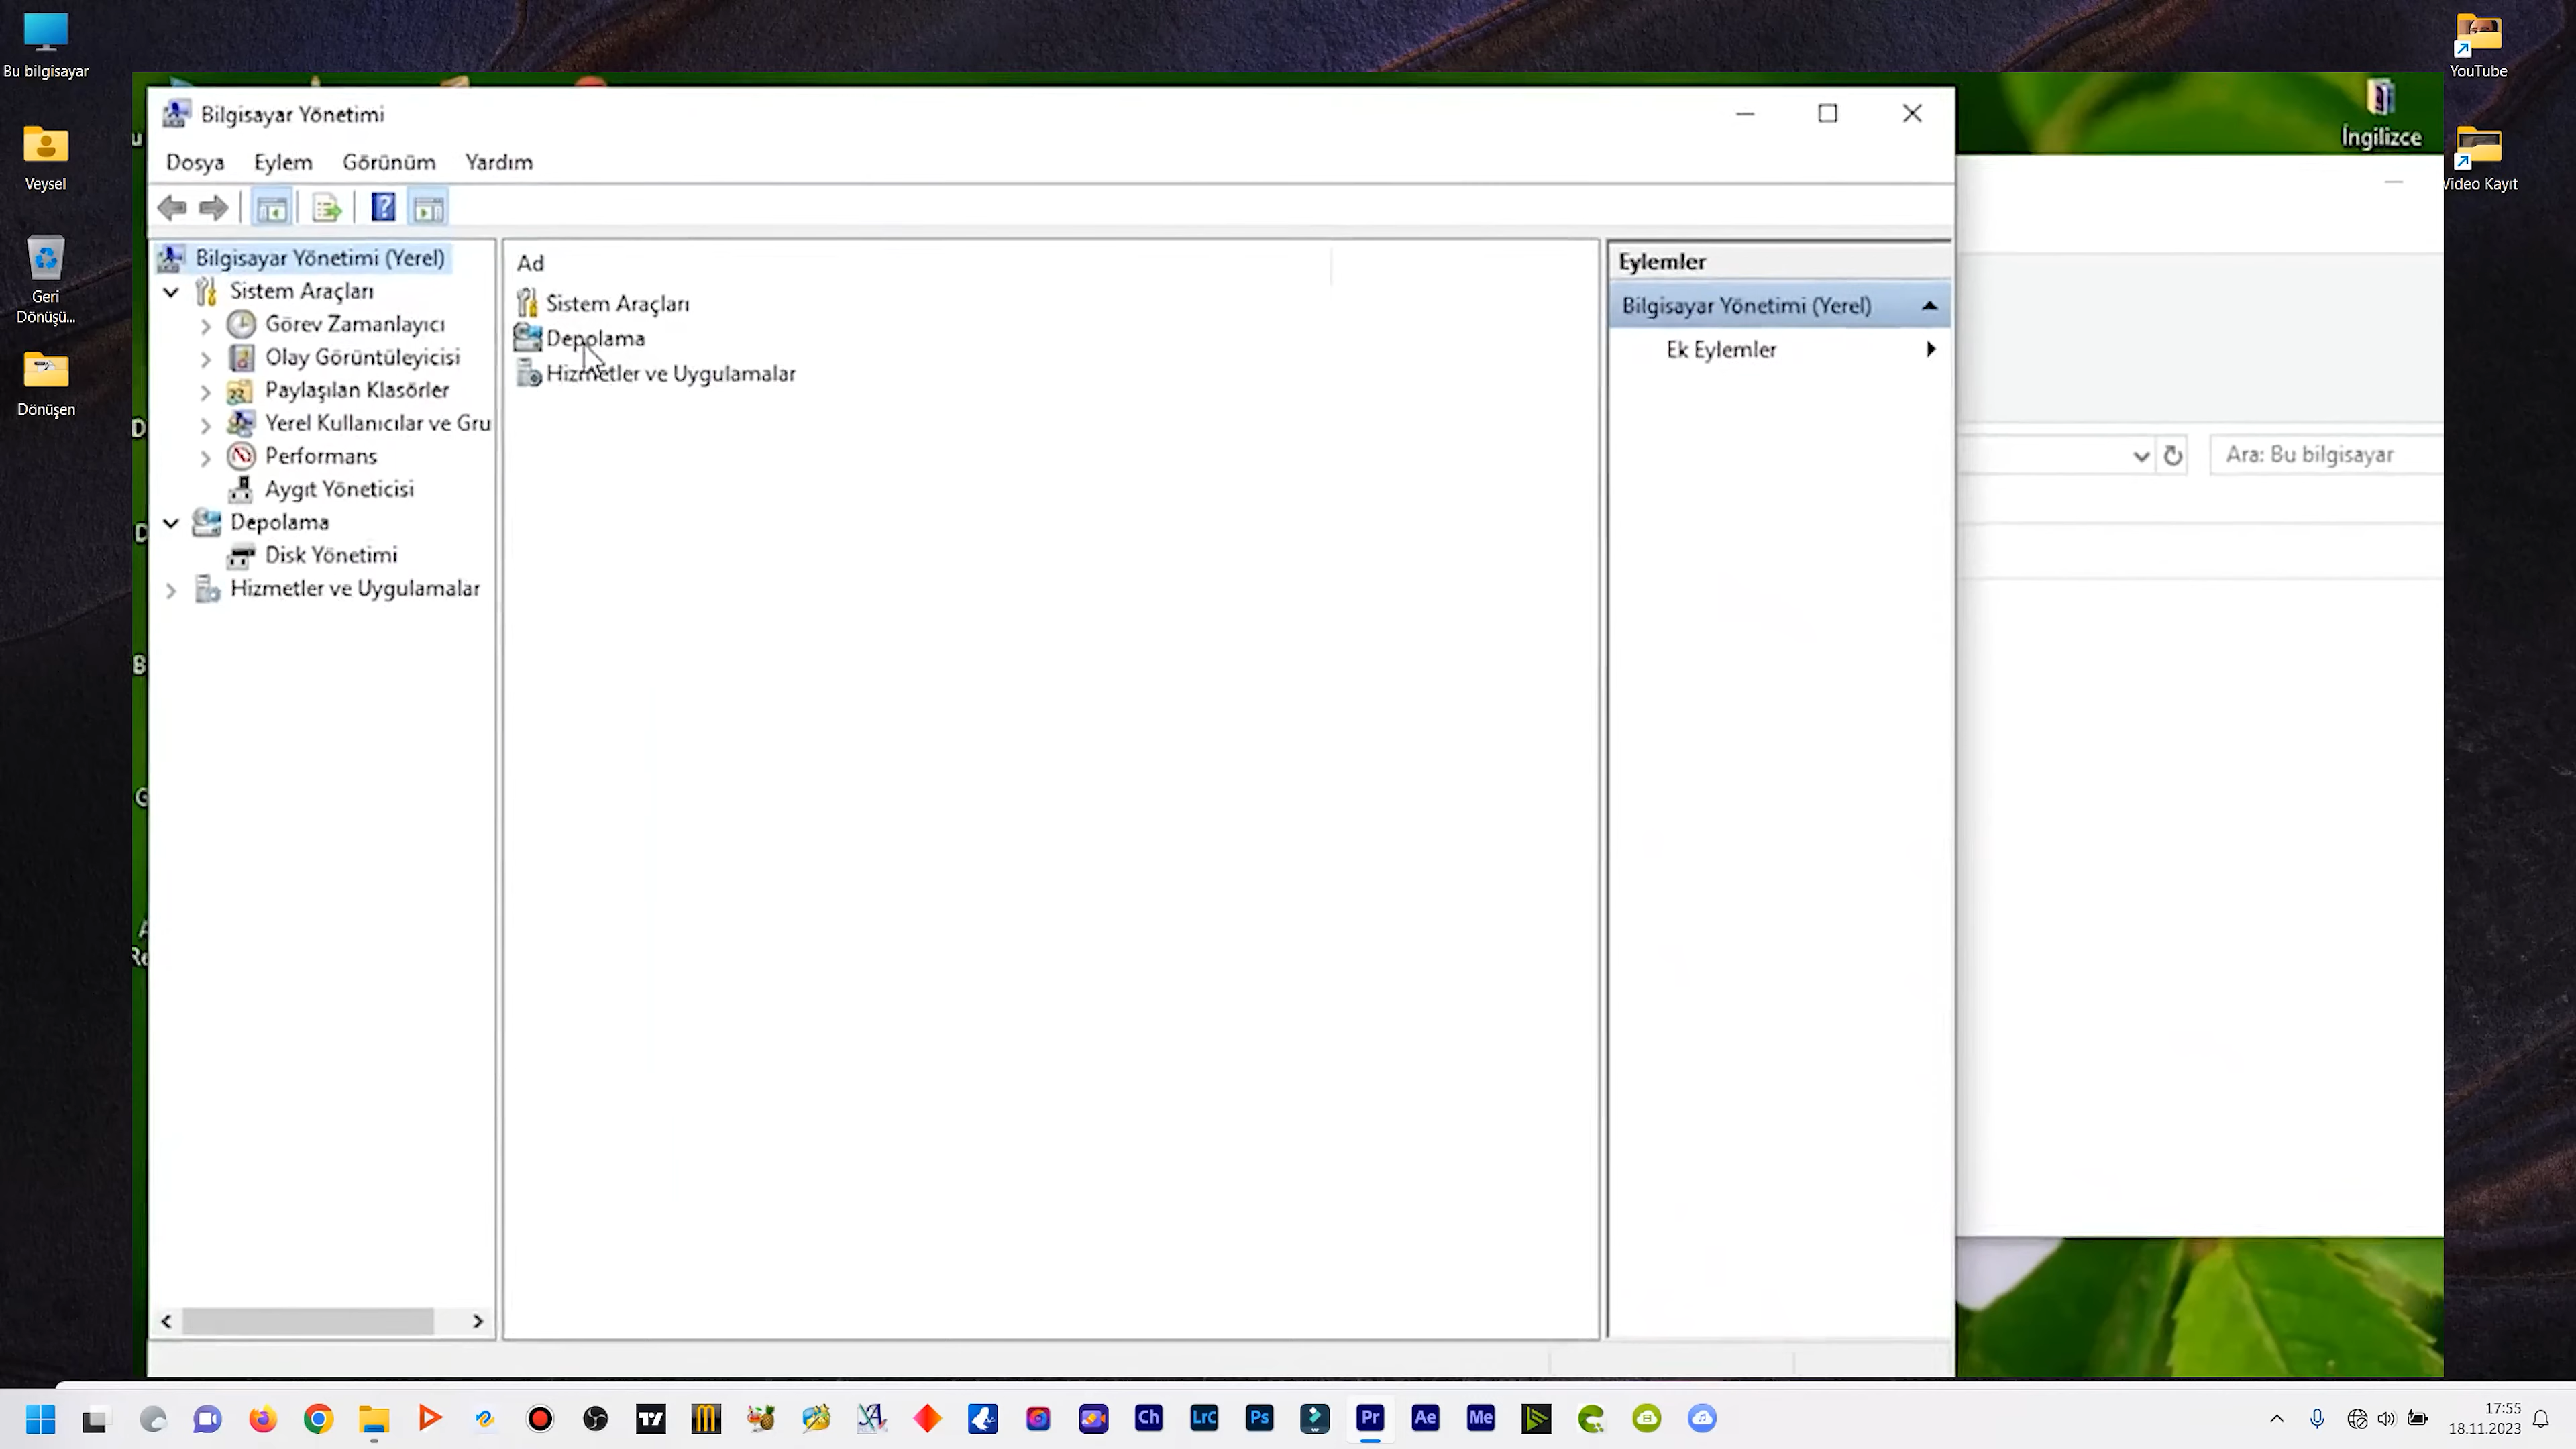 Bu bilgisayar
Veysel
Geri
Dönüşü...
Dönüşen
YouTube
Video Kayıt
İngilizce
Bilgisayar Yönetimi
Dosya Eylem Görünüm Yardım
Bilgisayar Yönetimi (Yerel)
Sistem Araçları
Görev Zamanlayıcı
Olay Görüntüleyicisi
Paylaşılan Klasörler
Yerel Kullanıcılar ve Gru
Performans
Aygıt Yöneticisi
Depolama
Disk Yönetimi
Hizmetler ve Uygulamalar
Ad
Sistem Araçları
Depolama
Hizmetler ve Uygulamalar
Eylemler
Bilgisayar Yönetimi (Yerel)
Ek Eylemler
Ara: Bu bilgisayar
D
D
B
Re
Ch
LrC
Ps
Pr
Ae
Me
17:55
18.11.2023